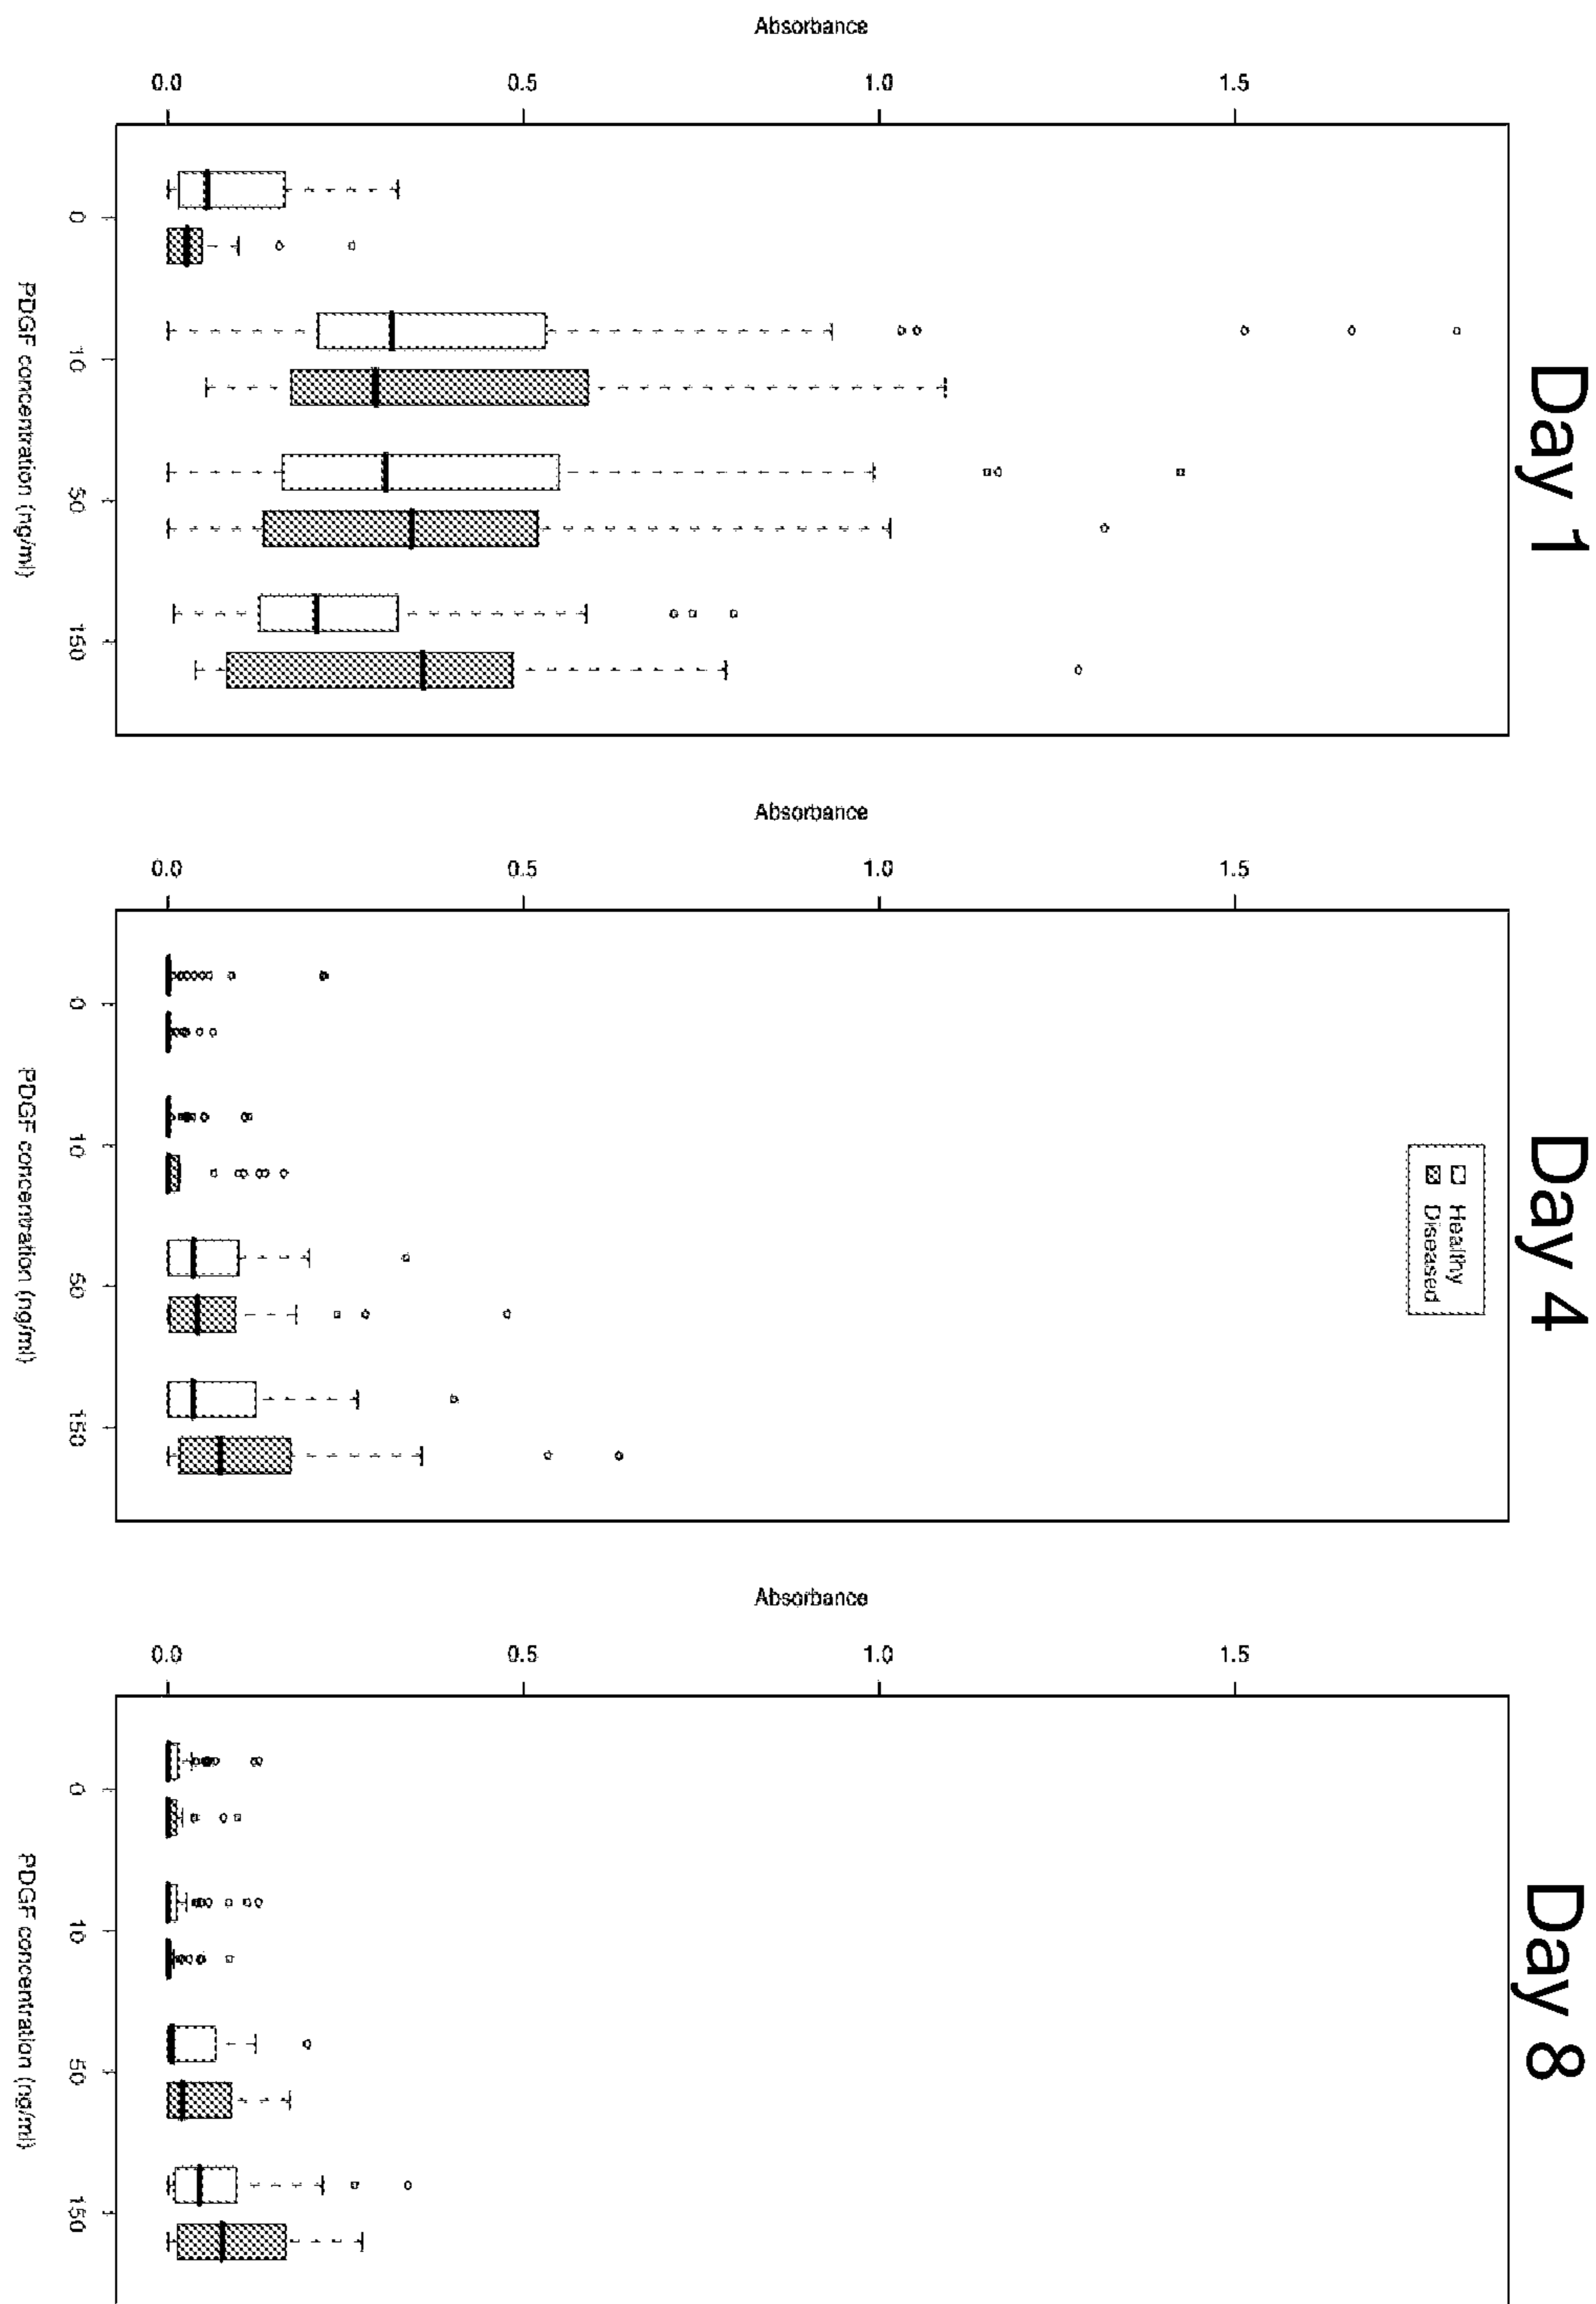 Day 1
Absorbance
0.0
0.5
1.0
1.5
0
10
50
150
PDGF concentration (ng/ml)
Day 4
Healthy
Diseased
Absorbance
0.0
0.5
1.0
1.5
0
10
50
150
PDGF concentration (ng/ml)
Day 8
Absorbance
0.0
0.5
1.0
1.5
0
10
50
150
PDGF concentration (ng/ml)